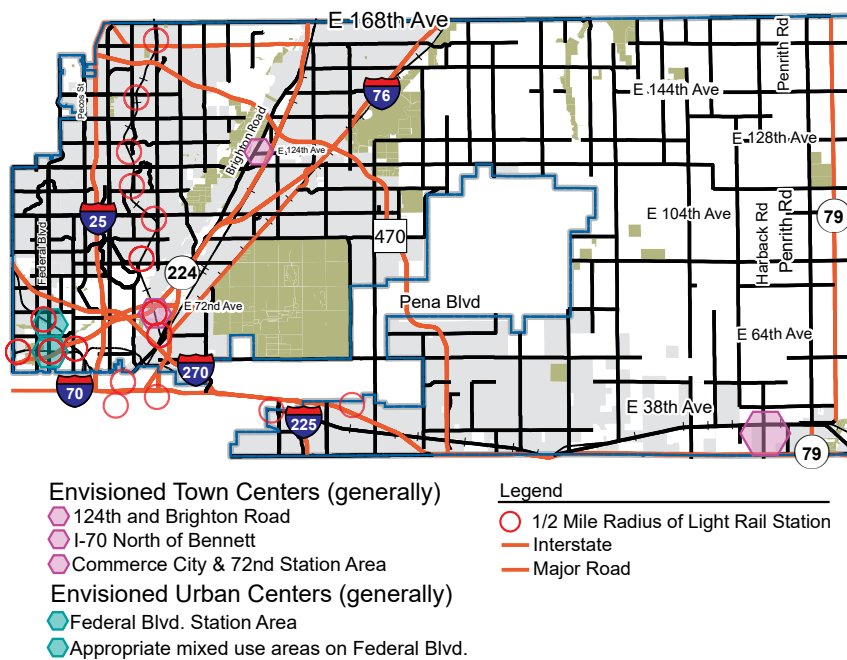 E 168th Ave
Penrith Rd
Pecos St
76
E 144th Ave
Brighton Road
E 128th Ave
E 124th Ave
25
E 104th Ave
79
470
Federal Blvd
Harback Rd
Penrith Rd
224
Pena Blvd
E 72nd Ave
E 64th Ave
270
70
E 38th Ave
225
79
Envisioned Town Centers (generally)
124th and Brighton Road
I-70 North of Bennett
Commerce City & 72nd Station Area
Envisioned Urban Centers (generally)
Federal Blvd. Station Area
Appropriate mixed use areas on Federal Blvd.
Legend
1/2 Mile Radius of Light Rail Station
Interstate
Major Road